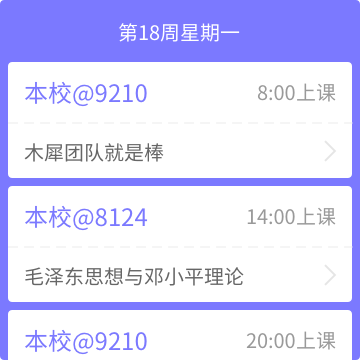 第18周星期一
本校@9210 8:00上课
木犀团队就是棒
本校@8124 14:00上课
毛泽东思想与邓小平理论
本校@9210 20:00上课